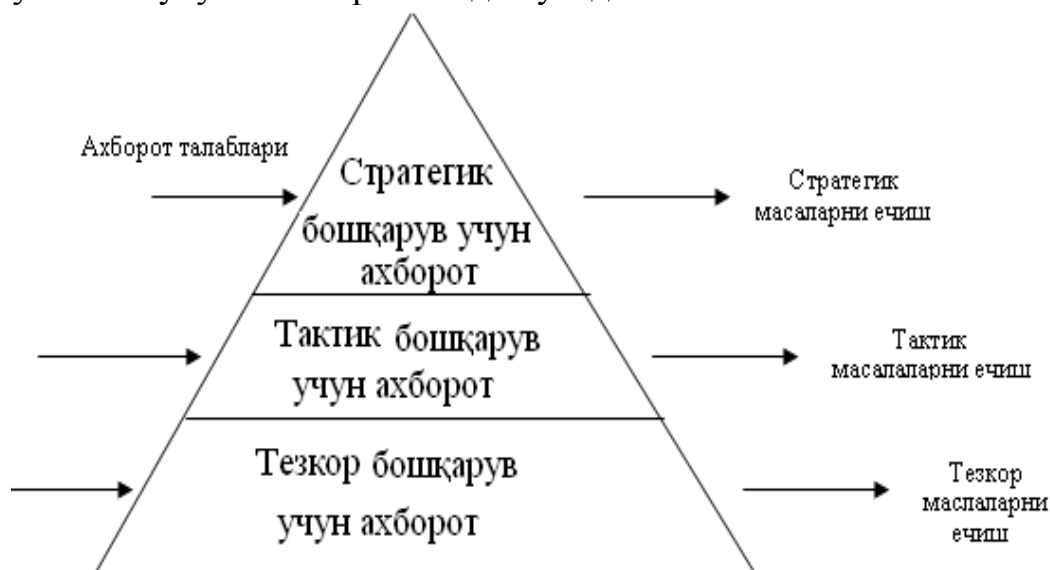 Ахборот талаблари
Стратегик
бошқарув учун
ахборот
Стратегик
масаларни ечиш
Тактик бошқарув
учун ахборот
Тактик
масалаларни ечиш
Тезкор бошқарув
учун ахборот
Тезкор
маслаларни
ечиш